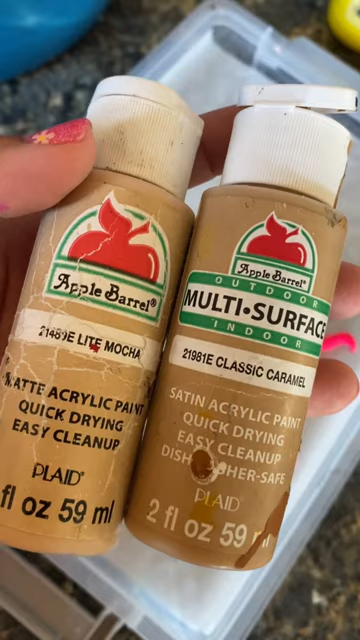 Apple Barrel®
21489E LITE MOCHA
MATTE ACRYLIC PAINT
QUICK DRYING
EASY CLEANUP
PLAID®
fl oz 59 ml
Apple Barrel®
OUTDOOR
MULTI•SURFACE
INDOOR
21981E CLASSIC CARAMEL
SATIN ACRYLIC PAINT
QUICK DRYING
EASY CLEANUP
PLAID®
2 fl oz 59